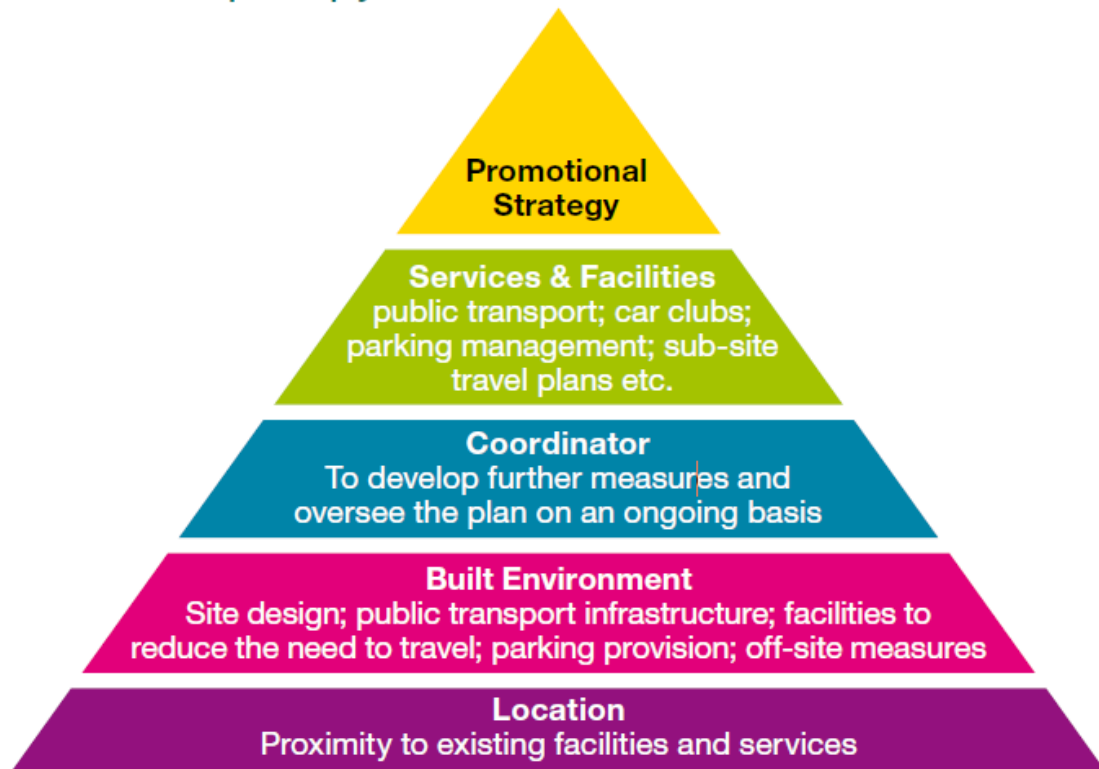 Promotional
Strategy
Services & Facilities
public transport; car clubs;
parking management; sub-site
travel plans etc.
Coordinator
To develop further measures and
oversee the plan on an ongoing basis
Built Environment
Site design; public transport infrastructure; facilities to
reduce the need to travel; parking provision; off-site measures
Location
Proximity to existing facilities and services